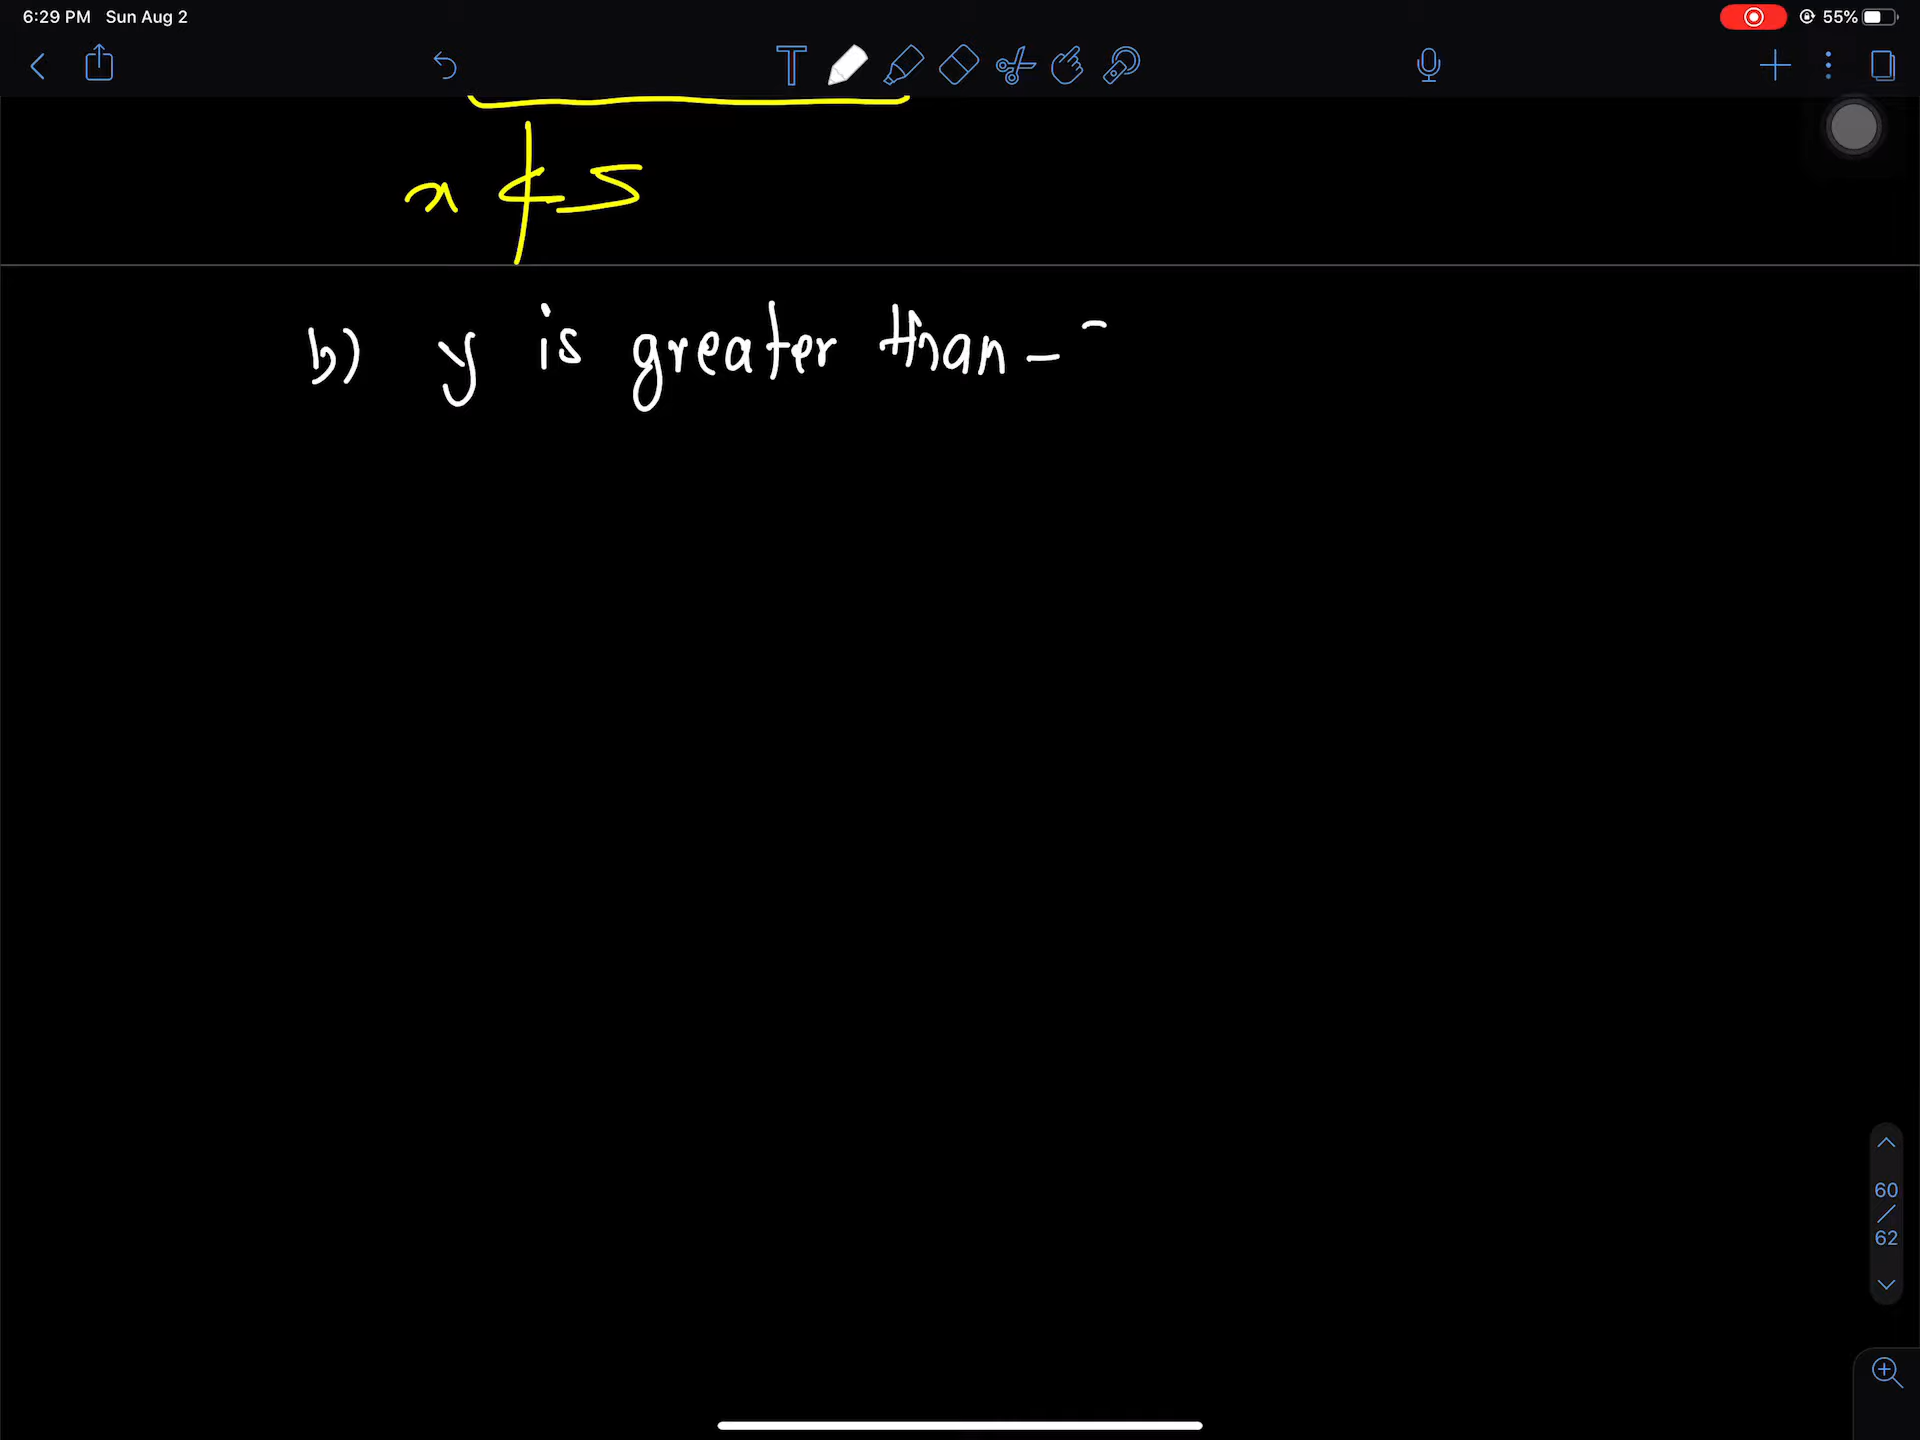 6:29 PM Sun Aug 2
55%
x ≮ 5
b) y is greater than -
60
/
62